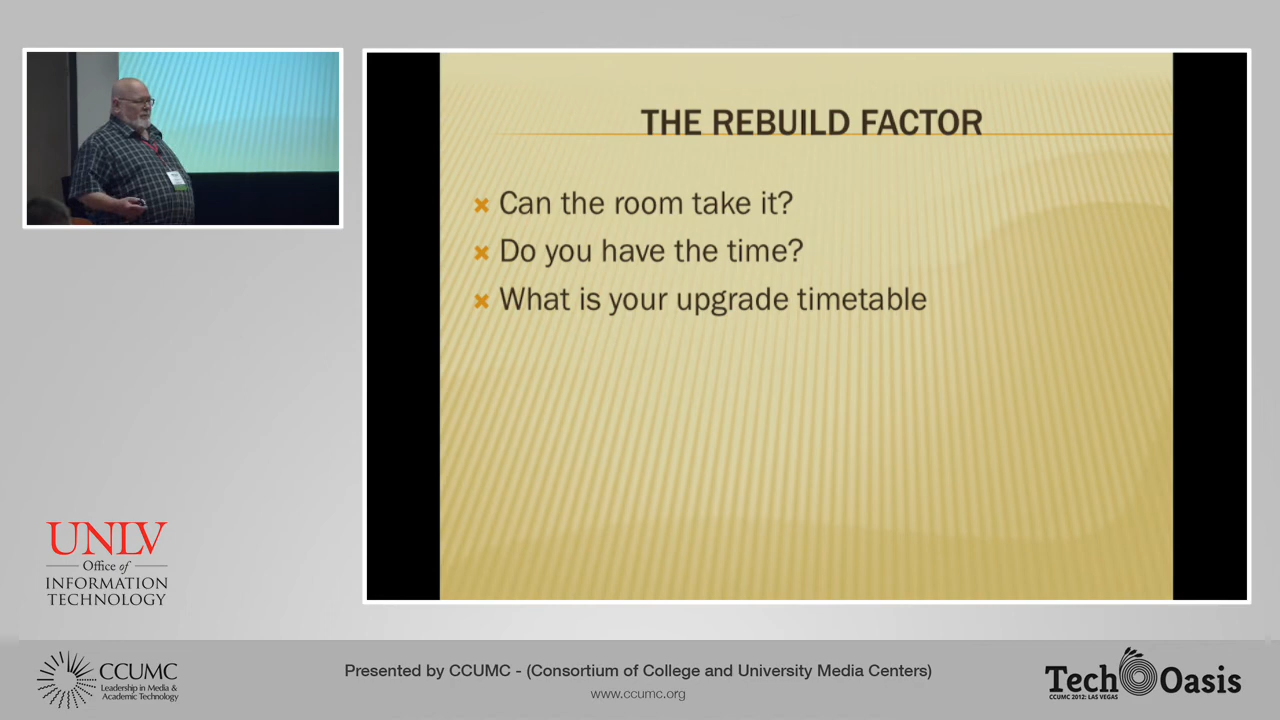 THE REBUILD FACTOR
Can the room take it?
Do you have the time?
What is your upgrade timetable
UNLV
Office of
INFORMATION
TECHNOLOGY
CCUMC
Leadership in Media &
Academic Technology
Presented by CCUMC - (Consortium of College and University Media Centers)
www.ccumc.org
Tech Oasis
CCUMC 2012: LAS VEGAS